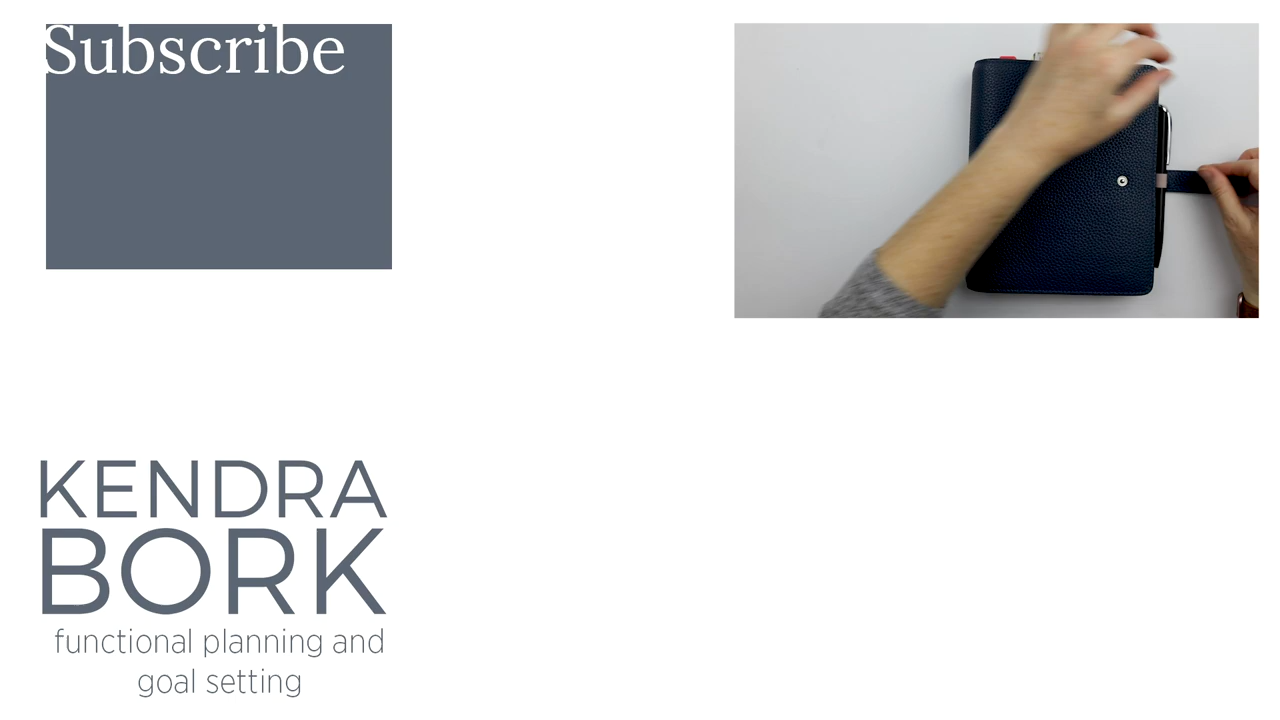 Subscribe
KENDRA
BORK
functional planning and
goal setting